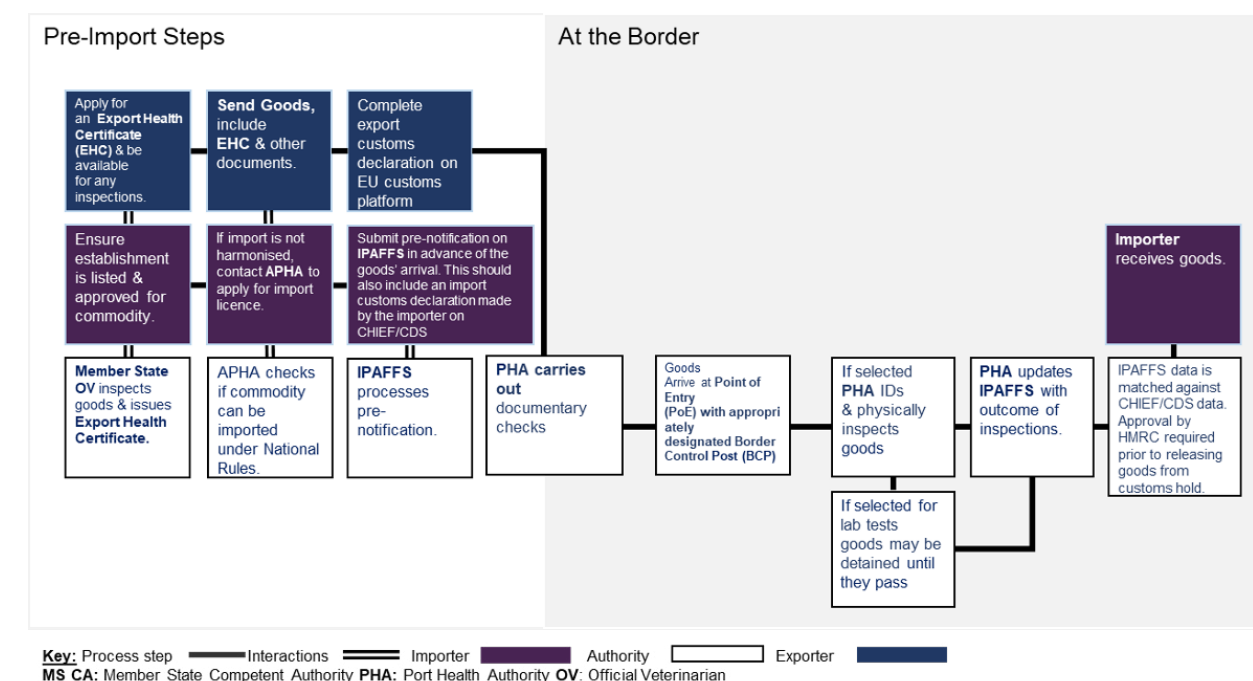 Pre-Import Steps
At the Border
Apply for
an Export Health
Certificate
(EHC) & be
available
for any
inspections.
Send Goods,
include
EHC & other
documents.
Complete
export
customs
declaration on
EU customs
platform
Ensure
establishment
is listed &
approved for
commodity.
If import is not
harmonised,
contact APHA to
apply for import
licence.
Submit pre-notification on
IPAFFS in advance of the
goods' arrival. This should
also include an import
customs declaration made
by the importer on
CHIEF/CDS
Importer
receives goods.
Member State
OV inspects
goods & issues
Export Health
Certificate.
APHA checks
if commodity
can be
imported
under National
Rules.
IPAFFS
processes
pre-
notification.
PHA carries
out
documentary
checks
Goods
Arrive at Point of
Entry
(PoE) with appropri
ately
designated Border
Control Post (BCP)
If selected
PHA IDs
& physically
inspects
goods
PHA updates
IPAFFS with
outcome of
inspections.
IPAFFS data is
matched against
CHIEF/CDS data.
Approval by
HMRC required
prior to releasing
goods from
customs hold.
If selected for
lab tests
goods may be
detained until
they pass
Key: Process step Interactions Importer Authority Exporter
MS CA: Member State Competent Authority PHA: Port Health Authority OV: Official Veterinarian